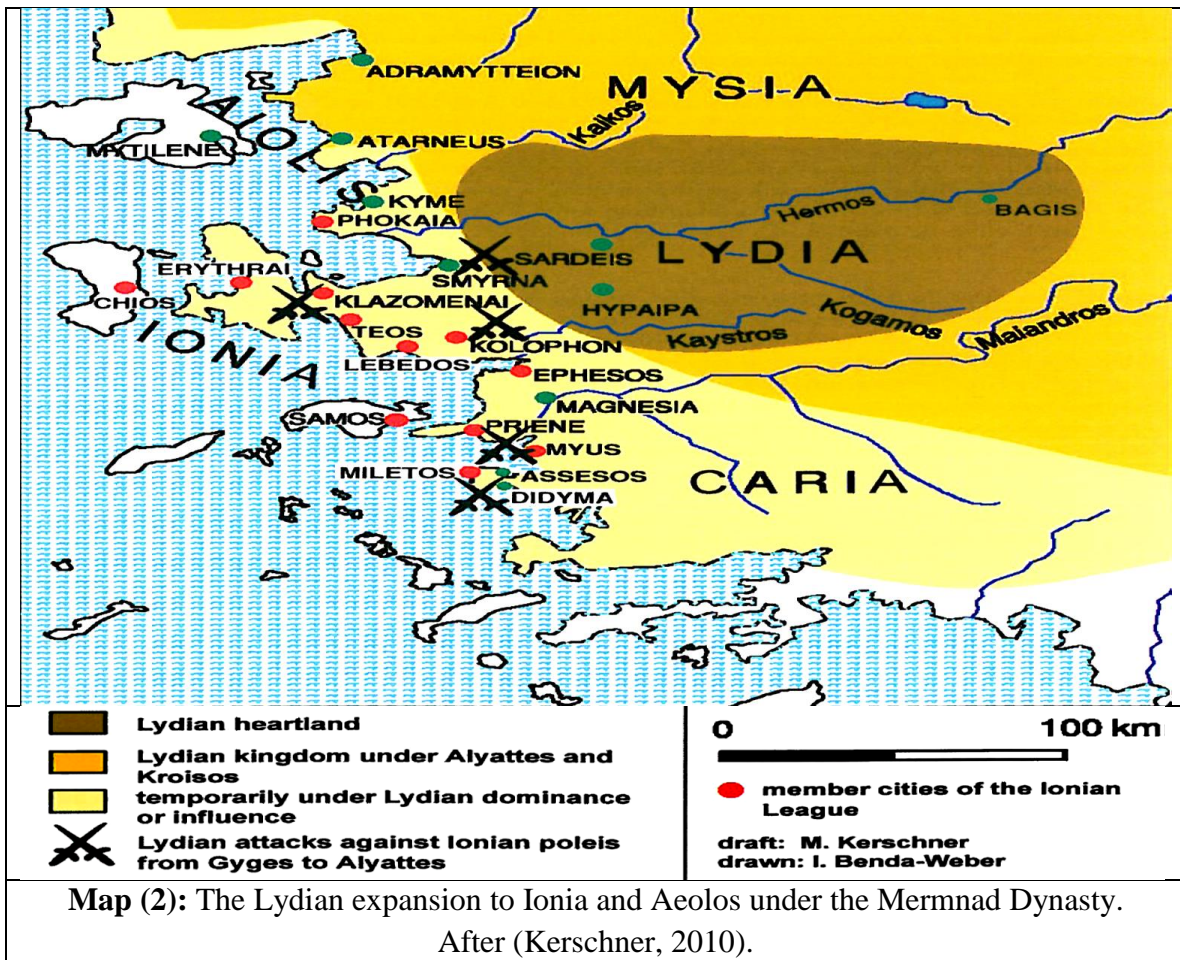 ADRAMYTTEION
MYSIA
AIOLIS
Kaikos
MYTILENE
ATARNEUS
KYME
PHOKAIA
Hermos
BAGIS
LYDIA
SARDEIS
ERYTHRAI
SMYRNA
CHIOS
KLAZOMENAI
HYPAIPA
Kogamos
Maiandros
IONIA
TEOS
KOLOPHON
Kaystros
LEBEDOS
EPHESOS
MAGNESIA
SAMOS
PRIENE
MYUS
MILETOS
ASSESOS
CARIA
DIDYMA
Lydian heartland
Lydian kingdom under Alyattes and
Kroisos
temporarily under Lydian dominance
or influence
Lydian attacks against Ionian poleis
from Gyges to Alyattes
0 100 km
member cities of the Ionian
League
draft: M. Kerschner
drawn: I. Benda-Weber
Map (2): The Lydian expansion to Ionia and Aeolos under the Mermnad Dynasty.
After (Kerschner, 2010).